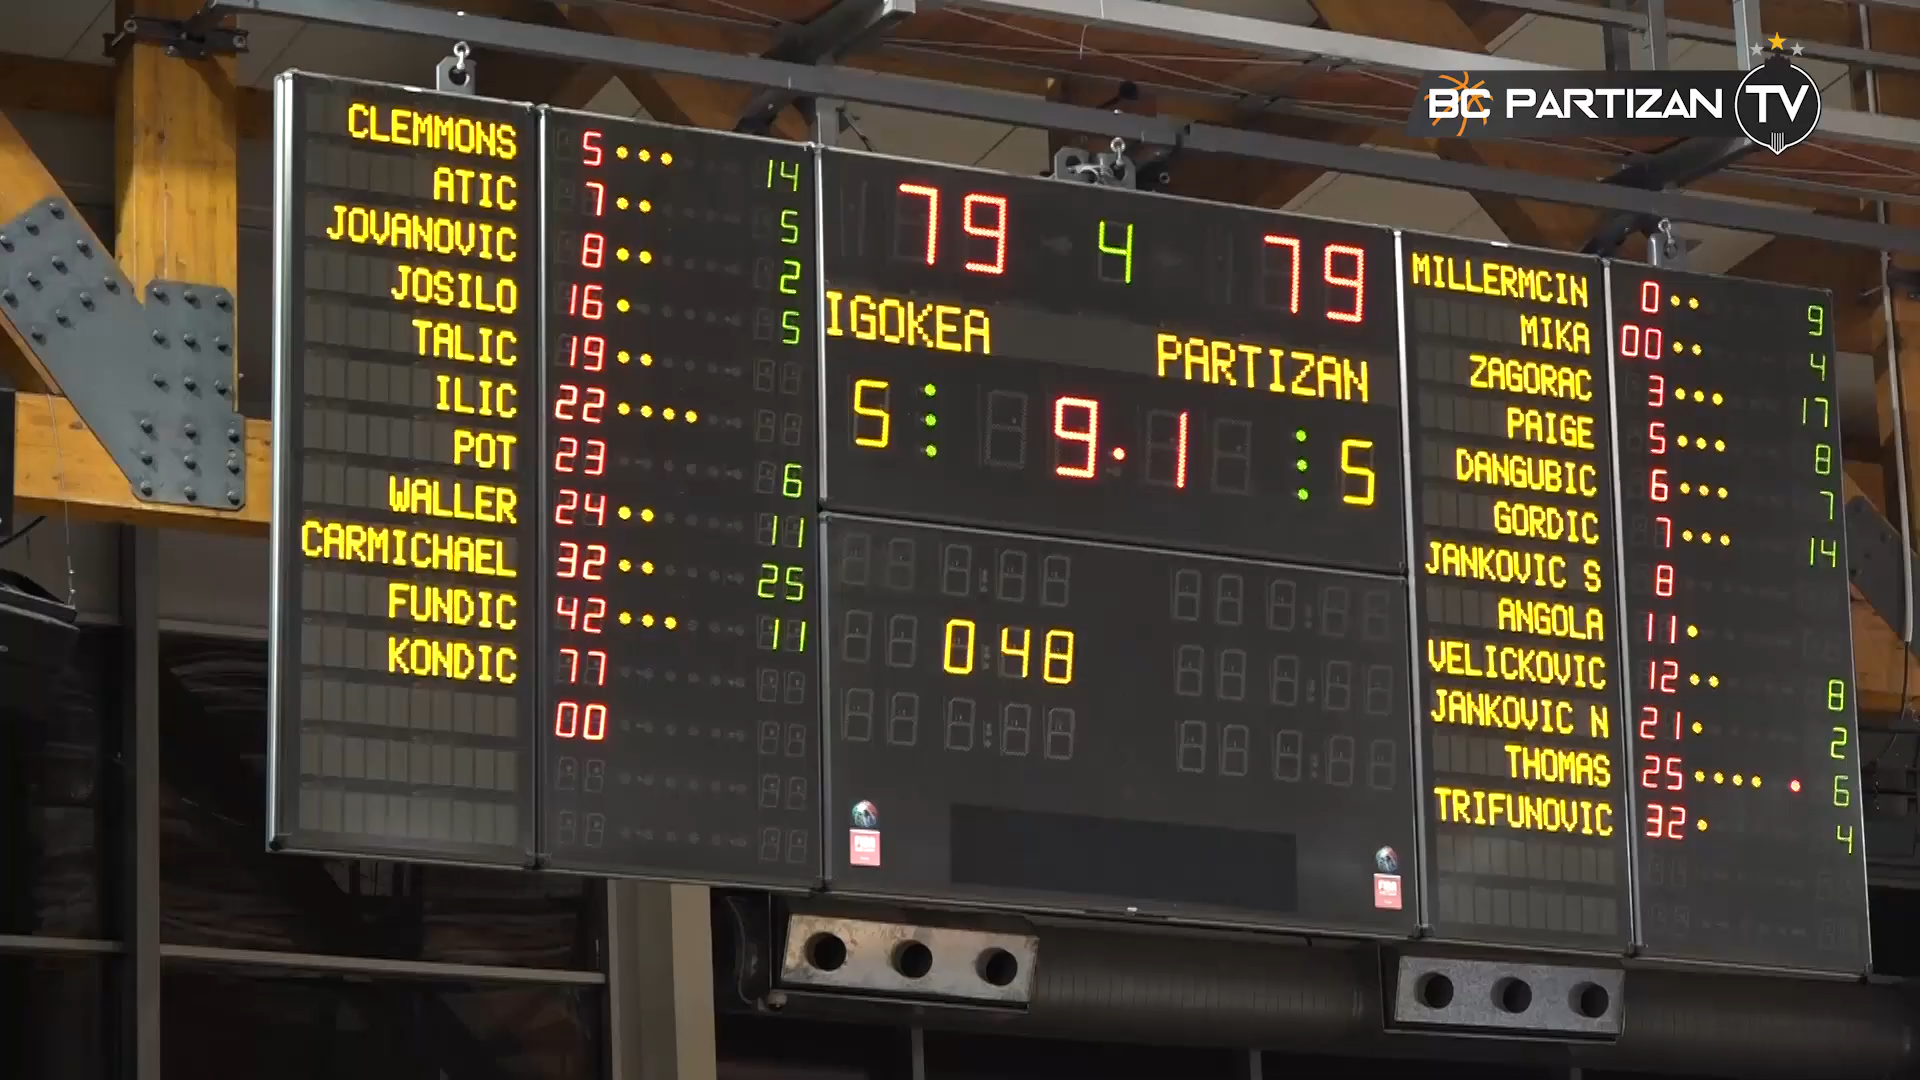 BC PARTIZAN TV
CLEMMONS 5 14
ATIC 7 5
JOVANOVIC 8 2
JOSILO 16 5
TALIC 19
ILIC 22
POT 23 6
WALLER 24 11
CARMICHAEL 32 25
FUNDIC 42 11
KONDIC 77
00
79 4 79
IGOKEA PARTIZAN
5 9.1 5
0 48
MILLERMCIN 0 9
MIKA 00 4
ZAGORAC 3 17
PAIGE 5 8
DANGUBIC 6 7
GORDIC 7 14
JANKOVIC S 8
ANGOLA 11
VELICKOVIC 12 8
JANKOVIC N 21 2
THOMAS 25 6
TRIFUNOVIC 32 4